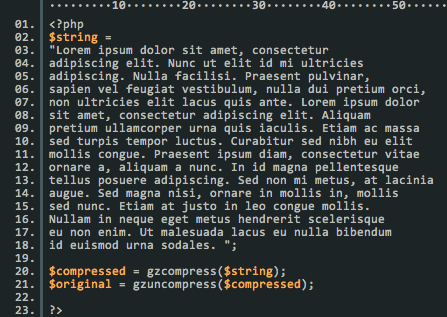 ·········10········20········30········40········50·····
01. <?php
02. $string =
03. "Lorem ipsum dolor sit amet, consectetur
04. adipiscing elit. Nunc ut elit id mi ultricies
05. adipiscing. Nulla facilisi. Praesent pulvinar,
06. sapien vel feugiat vestibulum, nulla dui pretium orci,
07. non ultricies elit lacus quis ante. Lorem ipsum dolor
08. sit amet, consectetur adipiscing elit. Aliquam
09. pretium ullamcorper urna quis iaculis. Etiam ac massa
10. sed turpis tempor luctus. Curabitur sed nibh eu elit
11. mollis congue. Praesent ipsum diam, consectetur vitae
12. ornare a, aliquam a nunc. In id magna pellentesque
13. tellus posuere adipiscing. Sed non mi metus, at lacinia
14. augue. Sed magna nisi, ornare in mollis in, mollis
15. sed nunc. Etiam at justo in leo congue mollis.
16. Nullam in neque eget metus hendrerit scelerisque
17. eu non enim. Ut malesuada lacus eu nulla bibendum
18. id euismod urna sodales. ";
19.
20. $compressed = gzcompress($string);
21. $original = gzuncompress($compressed);
22.
23. ?>